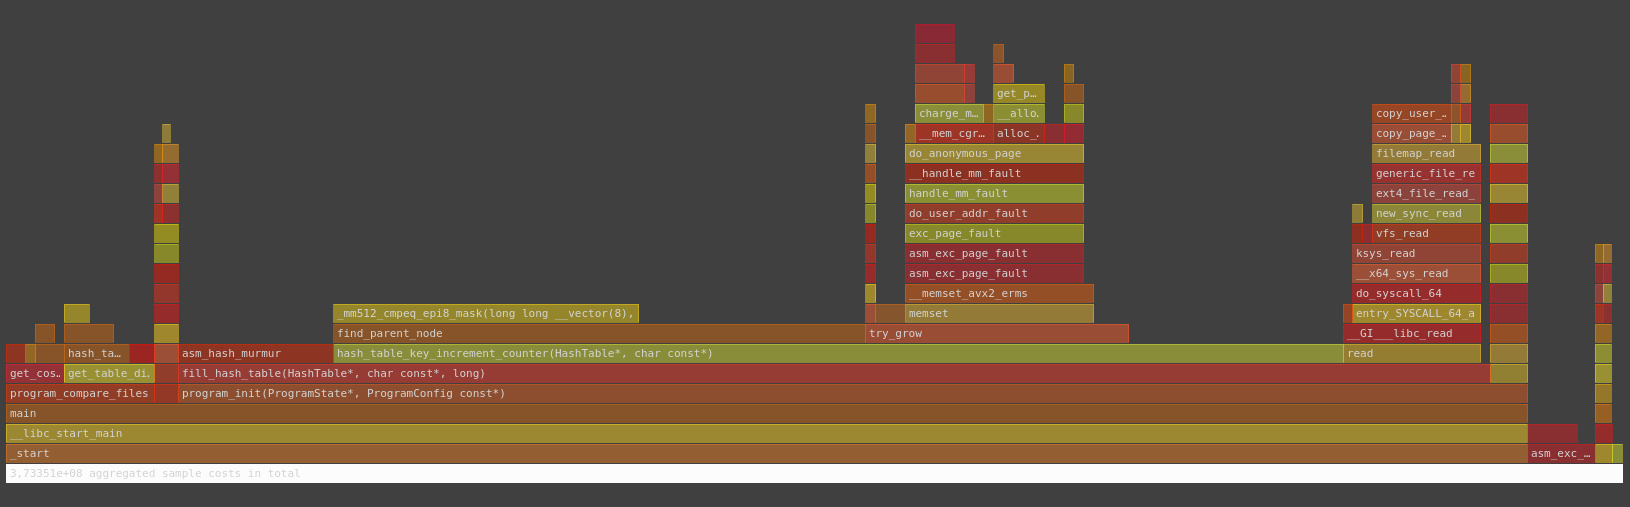 get_p…
charge_m…
__allo…
copy_user_…
__mem_cgr…
alloc_…
copy_page_…
do_anonymous_page
filemap_read
__handle_mm_fault
generic_file_re
handle_mm_fault
ext4_file_read_
do_user_addr_fault
new_sync_read
exc_page_fault
vfs_read
asm_exc_page_fault
ksys_read
asm_exc_page_fault
__x64_sys_read
__memset_avx2_erms
do_syscall_64
_mm512_cmpeq_epi8_mask(long long __vector(8),
memset
entry_SYSCALL_64_a
find_parent_node
try_grow
__GI___libc_read
hash_ta…
asm_hash_murmur
hash_table_key_increment_counter(HashTable*, char const*)
read
get_cos…
get_table_di…
fill_hash_table(HashTable*, char const*, long)
program_compare_files
program_init(ProgramState*, ProgramConfig const*)
main
__libc_start_main
_start
asm_exc_…
3,73351e+08 aggregated sample costs in total